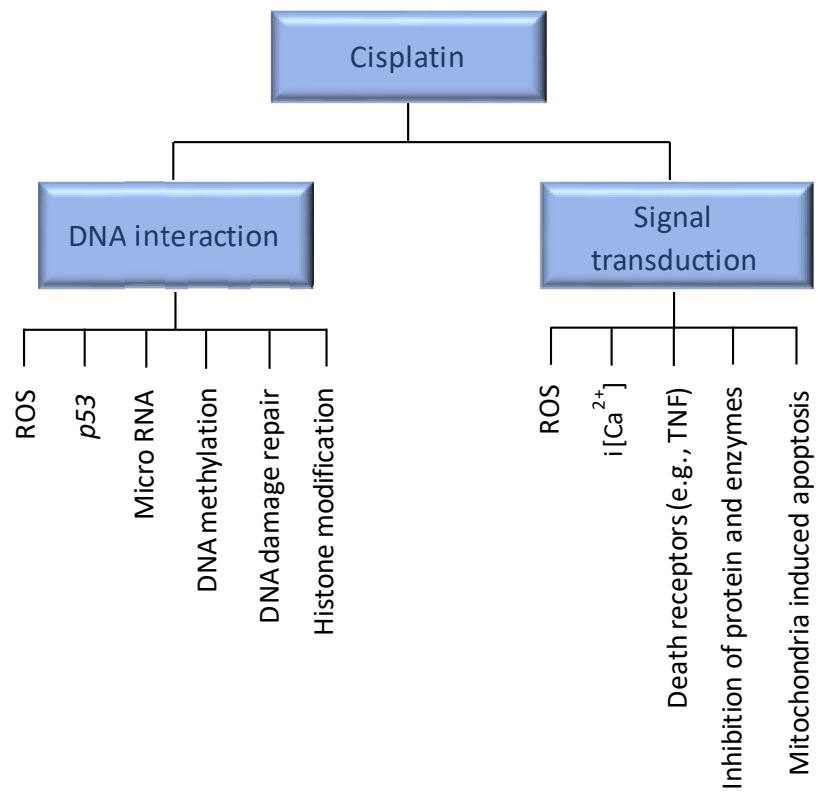 Cisplatin
DNA interaction
Signal
transduction
ROS
p53
Micro RNA
DNA methylation
DNA damage repair
Histone modification
ROS
i[Ca²⁺]
Death receptors (e.g., TNF)
Inhibition of protein and enzymes
Mitochondria induced apoptosis